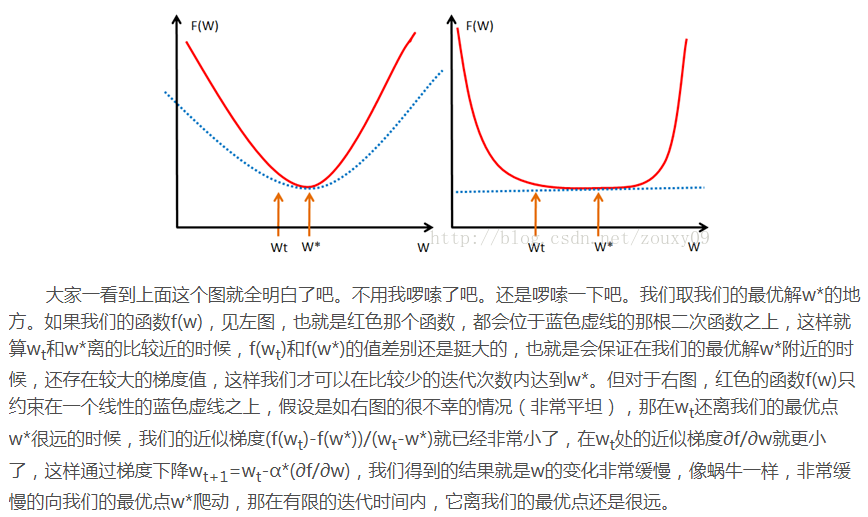 F(W)
F(W)
Wt
W*
W
Wt
W*
W
http://blog.csdn.net/zouxy09
大家一看到上面这个图就全明白了吧。不用我啰嗦了吧。还是啰嗦一下吧。我们取我们的最优解w*的地
方。如果我们的函数f(w)，见左图，也就是红色那个函数，都会位于蓝色虚线的那根二次函数之上，这样就
算wt和w*离的比较近的时候，f(wt)和f(w*)的值差别还是挺大的，也就是会保证在我们的最优解w*附近的时
候，还存在较大的梯度值，这样我们才可以在比较少的迭代次数内达到w*。但对于右图，红色的函数f(w)只
约束在一个线性的蓝色虚线之上，假设是如右图的很不幸的情况（非常平坦），那在wt还离我们的最优点
w*很远的时候，我们的近似梯度(f(wt)-f(w*))/(wt-w*)就已经非常小了，在wt处的近似梯度∂f/∂w就更小
了，这样通过梯度下降wt+1=wt-α*(∂f/∂w)，我们得到的结果就是w的变化非常缓慢，像蜗牛一样，非常缓
慢的向我们的最优点w*爬动，那在有限的迭代时间内，它离我们的最优点还是很远。